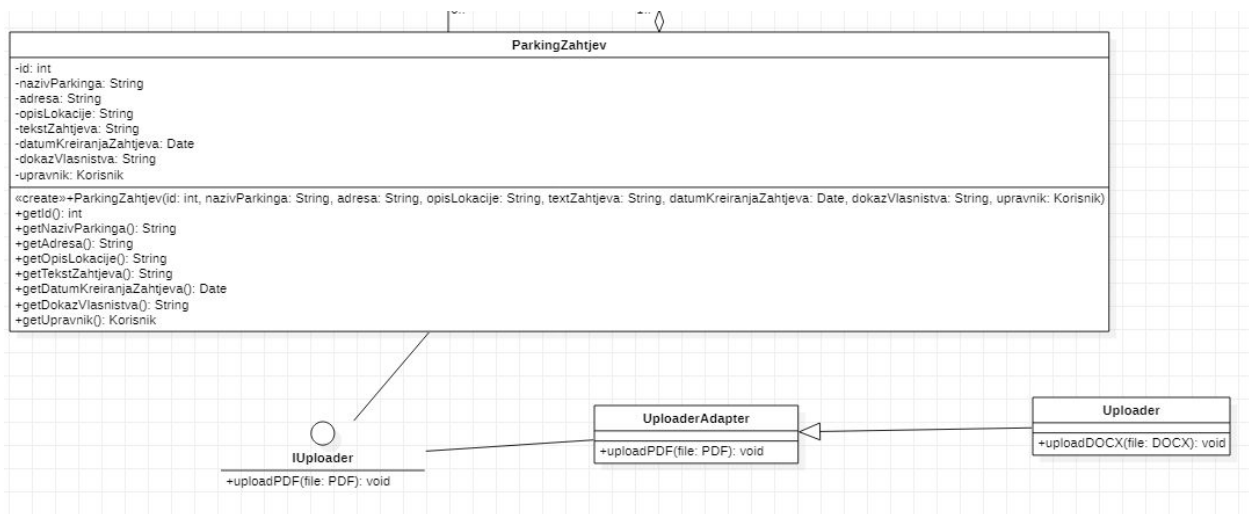 ParkingZahtjev
-id: int
-nazivParkinga: String
-adresa: String
-opisLokacije: String
-tekstZahtjeva: String
-datumKreiranjaZahtjeva: Date
-dokazVlasnistva: String
-upravnik: Korisnik
«create»+ParkingZahtjev(id: int, nazivParkinga: String, adresa: String, opisLokacije: String, textZahtjeva: String, datumKreiranjaZahtjeva: Date, dokazVlasnistva: String, upravnik: Korisnik)
+getId(): int
+getNazivParkinga(): String
+getAdresa(): String
+getOpisLokacije(): String
+getTekstZahtjeva(): String
+getDatumKreiranjaZahtjeva(): Date
+getDokazVlasnistva(): String
+getUpravnik(): Korisnik
IUploader
+uploadPDF(file: PDF): void
UploaderAdapter
+uploadPDF(file: PDF): void
Uploader
+uploadDOCX(file: DOCX): void